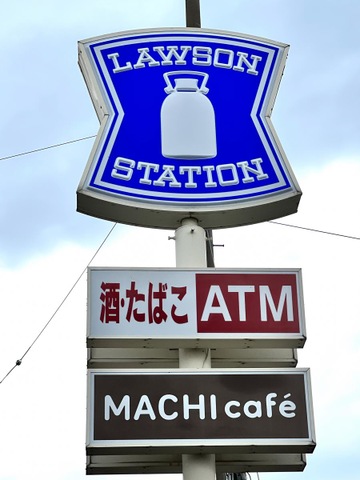 LAWSON
STATION
酒・たばこ ATM
MACHI café